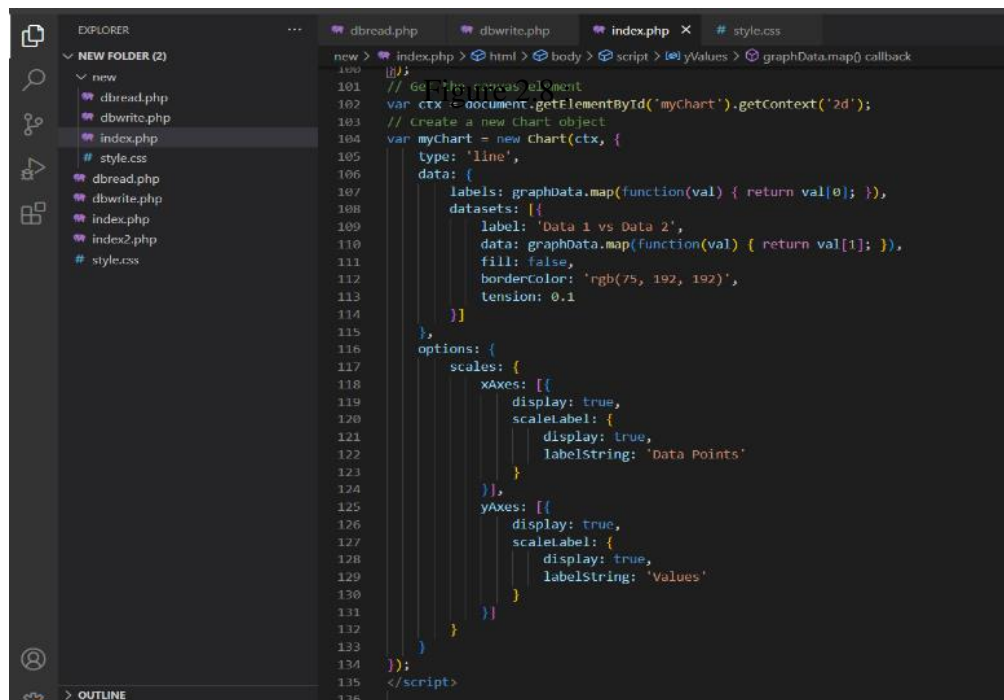 EXPLORER ...
NEW FOLDER (2)
new
dbread.php
dbwrite.php
index.php
# style.css
dbread.php
dbwrite.php
index.php
index2.php
# style.css
OUTLINE
dbread.php dbwrite.php index.php × # style.css
new > index.php > html > body > script > yValues > graphData.map() callback
100 });
101 // Get the canvas element
Figure 2.8
102 var ctx = document.getElementById('myChart').getContext('2d');
103 // Create a new Chart object
104 var myChart = new Chart(ctx, {
105 type: 'line',
106 data: {
107 labels: graphData.map(function(val) { return val[0]; }),
108 datasets: [{
109 label: 'Data 1 vs Data 2',
110 data: graphData.map(function(val) { return val[1]; }),
111 fill: false,
112 borderColor: 'rgb(75, 192, 192)',
113 tension: 0.1
114 }]
115 },
116 options: {
117 scales: {
118 xAxes: [{
119 display: true,
120 scaleLabel: {
121 display: true,
122 labelString: 'Data Points'
123 }
124 }],
125 yAxes: [{
126 display: true,
127 scaleLabel: {
128 display: true,
129 labelString: 'Values'
130 }
131 }]
132 }
133 }
134 });
135 </script>
136